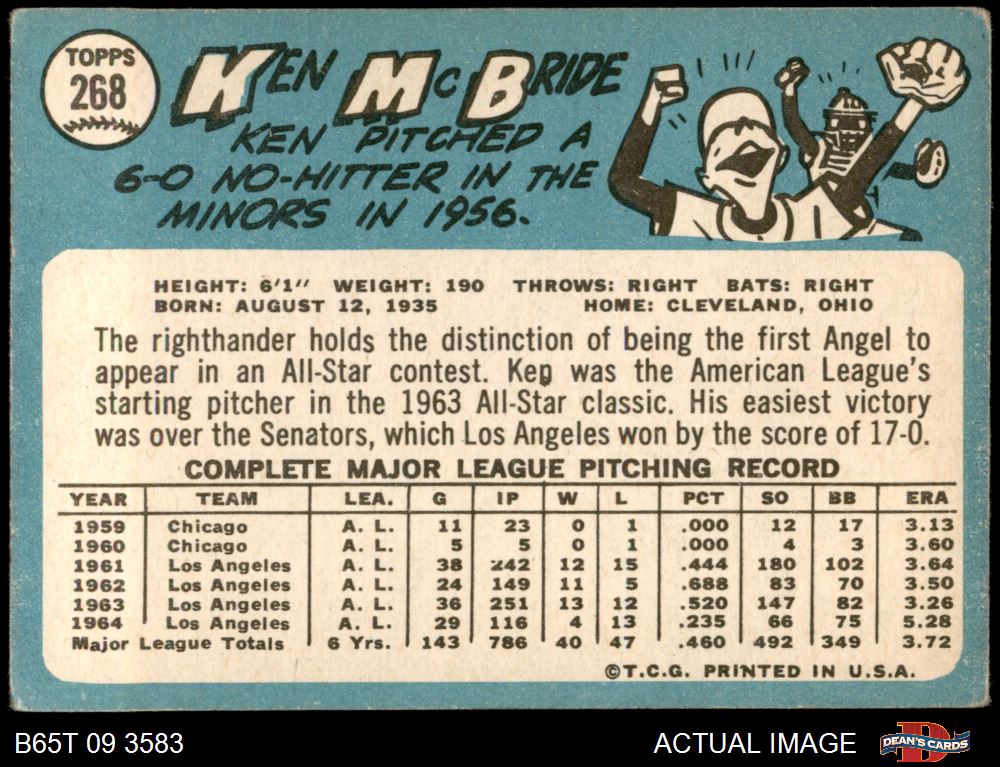 TOPPS
268
KEN MCBRIDE
KEN PITCHED A
6-0 NO-HITTER IN THE
MINORS IN 1956.
HEIGHT: 6'1" WEIGHT: 190 THROWS: RIGHT BATS: RIGHT
BORN: AUGUST 12, 1935 HOME: CLEVELAND, OHIO
The righthander holds the distinction of being the first Angel to
appear in an All-Star contest. Ken was the American League's
starting pitcher in the 1963 All-Star classic. His easiest victory
was over the Senators, which Los Angeles won by the score of 17-0.
COMPLETE MAJOR LEAGUE PITCHING RECORD
YEAR TEAM LEA. G IP W L PCT SO BB ERA
1959 Chicago A. L. 11 23 0 1 .000 12 17 3.13
1960 Chicago A. L. 5 5 0 1 .000 4 3 3.60
1961 Los Angeles A. L. 38 242 12 15 .444 180 102 3.64
1962 Los Angeles A. L. 24 149 11 5 .688 83 70 3.50
1963 Los Angeles A. L. 36 251 13 12 .520 147 82 3.26
1964 Los Angeles A. L. 29 116 4 13 .235 66 75 5.28
Major League Totals 6 Yrs. 143 786 40 47 .460 492 349 3.72
©T.C.G. PRINTED IN U.S.A.
B65T 09 3583 ACTUAL IMAGE DEAN'S CARDS